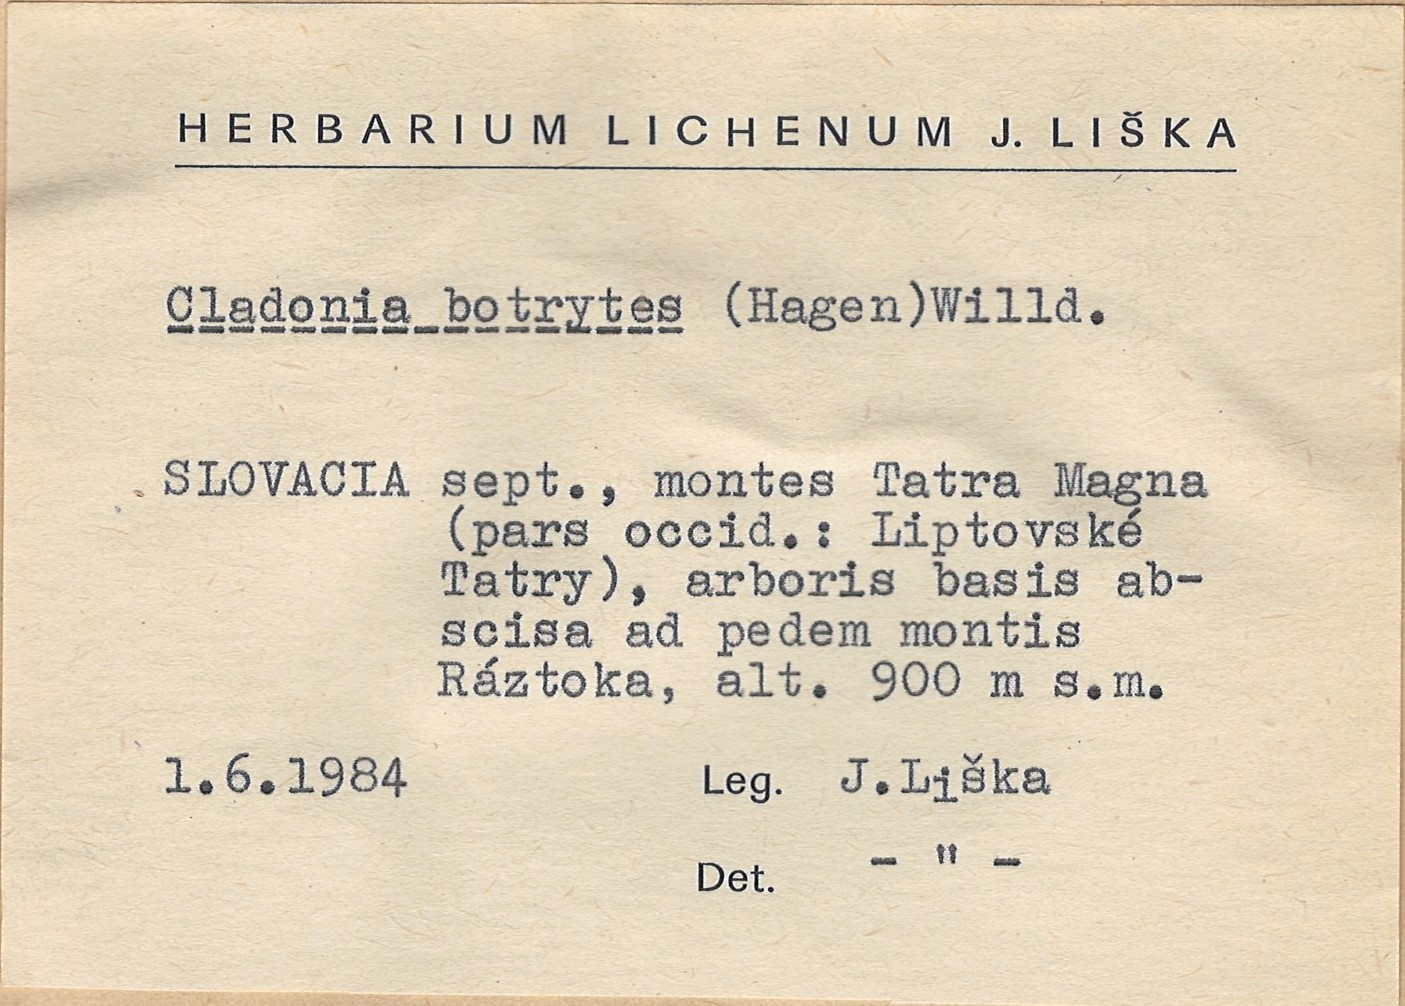 HERBARIUM LICHENUM J. LIŠKA
Cladonia botrytes (Hagen)Willd.
SLOVACIA sept., montes Tatra Magna
(pars occid.: Liptovské
Tatry), arboris basis ab-
scisa ad pedem montis
Ráztoka, alt. 900 m s.m.
1.6.1984 Leg. J.Liška
Det. - " -